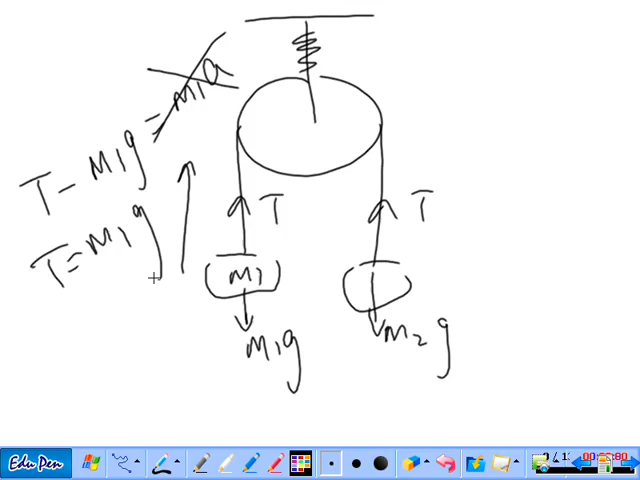 T - m1g = m1a
T = m1g
T
T
m1
m1g
m2g
Edu Pen